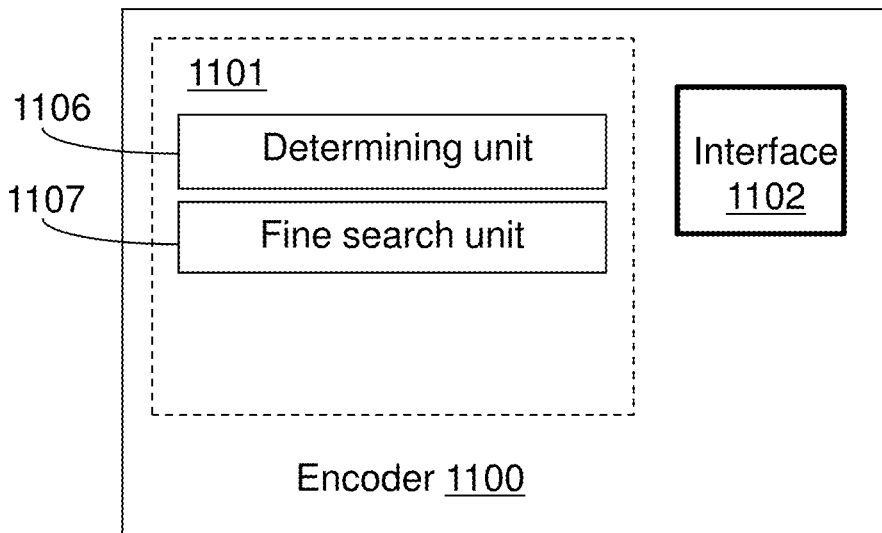 1101
1106
Determining unit
Interface
1102
1107
Fine search unit
Encoder 1100